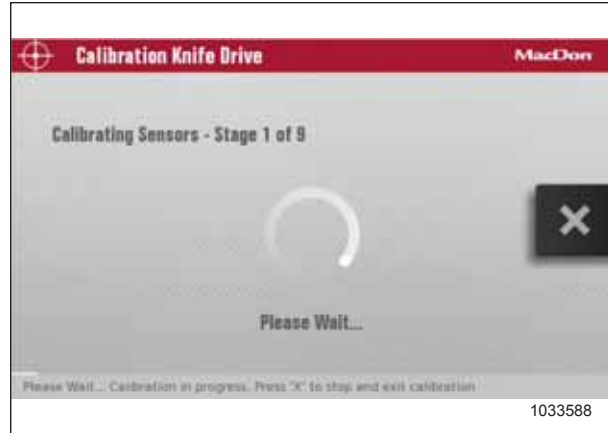 Calibration Knife Drive
MacDon
Calibrating Sensors - Stage 1 of 9
Please Wait...
Please Wait... Calibration in progress. Press "X" to stop and exit calibration
1033588